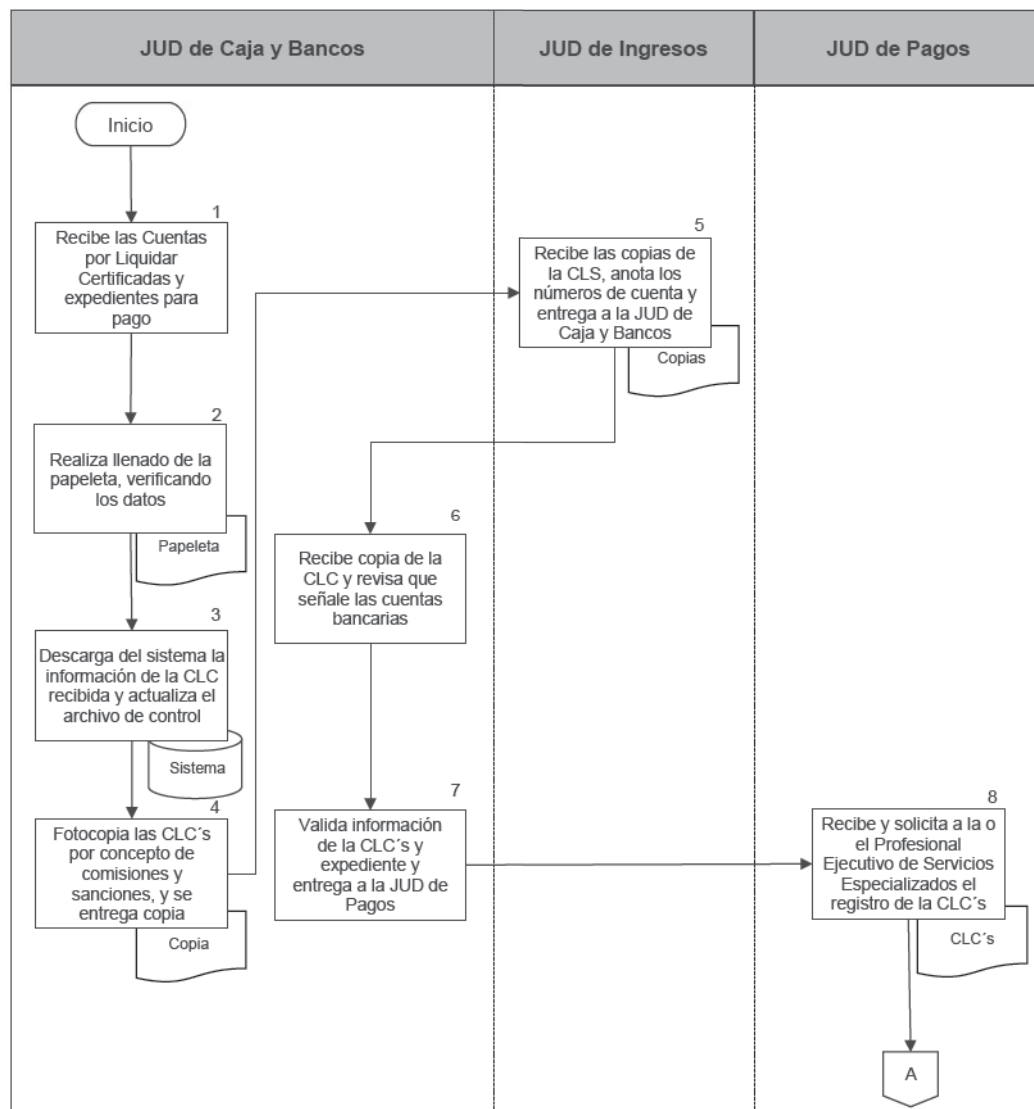 JUD de Caja y Bancos
JUD de Ingresos
JUD de Pagos
Inicio
1
Recibe las Cuentas
por Liquidar
Certificadas y
expedientes para
pago
2
Realiza llenado de la
papeleta, verificando
los datos
Papeleta
3
Descarga del sistema la
información de la CLC
recibida y actualiza el
archivo de control
Sistema
4
Fotocopia las CLC´s
por concepto de
comisiones y
sanciones, y se
entrega copia
Copia
5
Recibe las copias de
la CLS, anota los
números de cuenta y
entrega a la JUD de
Caja y Bancos
Copias
6
Recibe copia de la
CLC y revisa que
señale las cuentas
bancarias
7
Valida información
de la CLC´s y
expediente y
entrega a la JUD de
Pagos
8
Recibe y solicita a la o
el Profesional
Ejecutivo de Servicios
Especializados el
registro de la CLC´s
CLC´s
A